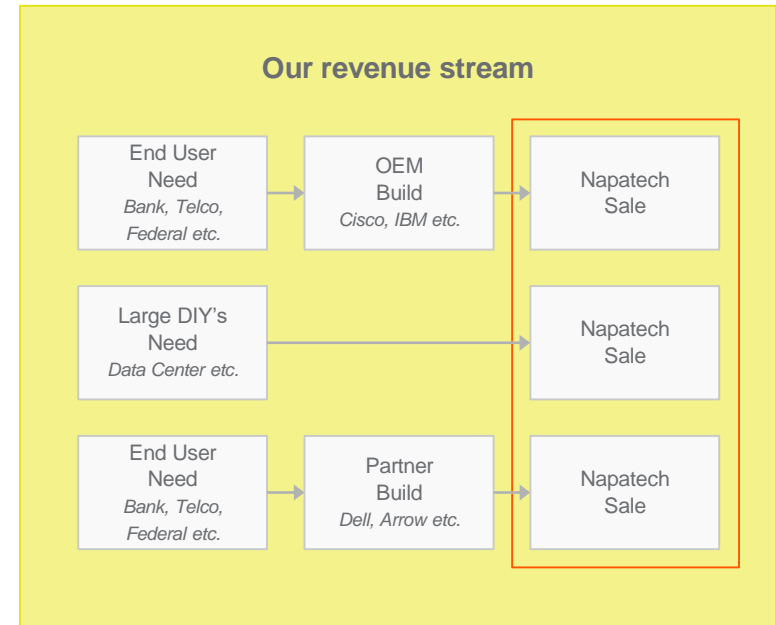 Our revenue stream
End User
Need
Bank, Telco,
Federal etc.
OEM
Build
Cisco, IBM etc.
Napatech
Sale
Large DIY's
Need
Data Center etc.
Napatech
Sale
End User
Need
Bank, Telco,
Federal etc.
Partner
Build
Dell, Arrow etc.
Napatech
Sale